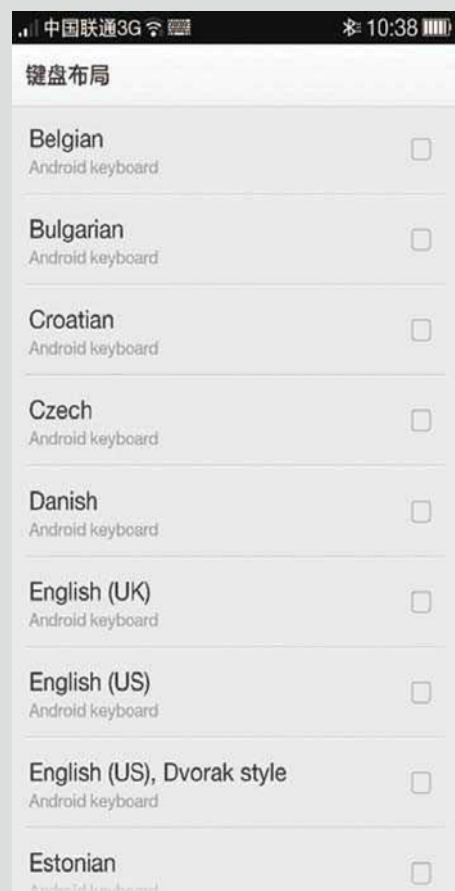 中国联通3G 10:38
键盘布局
Belgian
Android keyboard
Bulgarian
Android keyboard
Croatian
Android keyboard
Czech
Android keyboard
Danish
Android keyboard
English (UK)
Android keyboard
English (US)
Android keyboard
English (US), Dvorak style
Android keyboard
Estonian
Android keyboard